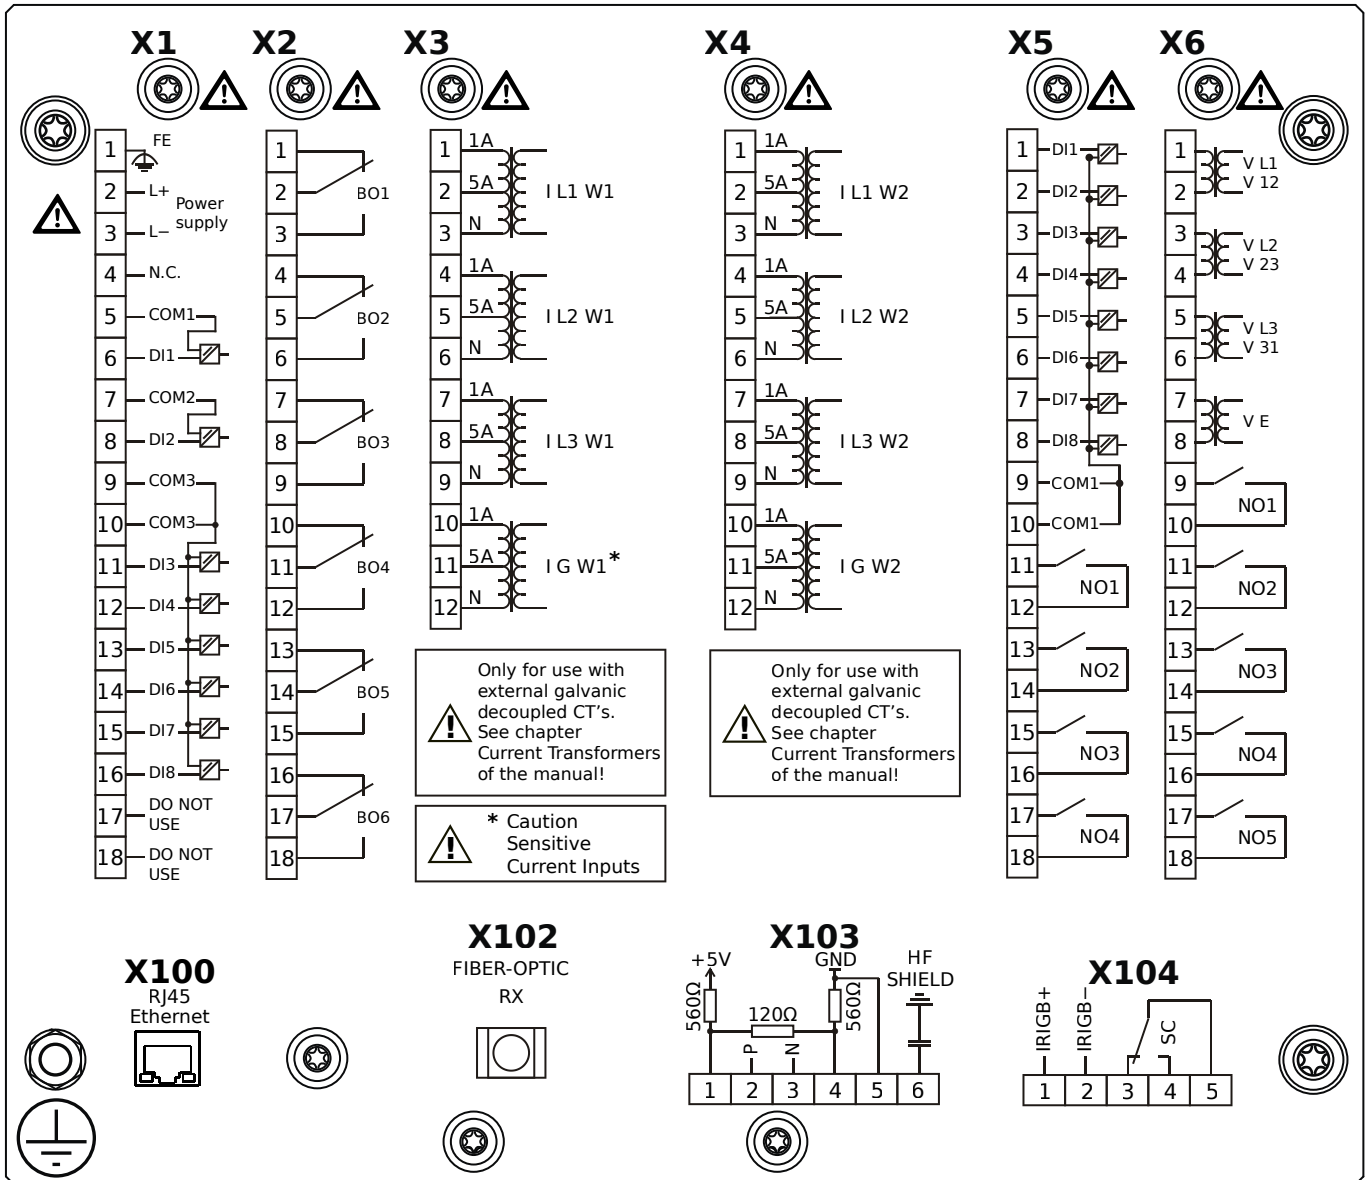 X1
1
FE
2
L+
Power
supply
3
L−
4
N.C.
5
COM1
6
DI1
7
COM2
8
DI2
9
COM3
10
COM3
11
DI3
12
DI4
13
DI5
14
DI6
15
DI7
16
DI8
17
DO NOT
USE
18
DO NOT
USE
X2
1
2
BO1
3
4
5
BO2
6
7
8
BO3
9
10
11
BO4
12
13
14
BO5
15
16
17
BO6
18
X3
1
1A
2
5A
I L1 W1
3
N
4
1A
5
5A
I L2 W1
6
N
7
1A
8
5A
I L3 W1
9
N
10
1A
11
5A
I G W1*
12
N
Only for use with
external galvanic
decoupled CT's.
See chapter
Current Transformers
of the manual!
* Caution
Sensitive
Current Inputs
X4
1
1A
2
5A
I L1 W2
3
N
4
1A
5
5A
I L2 W2
6
N
7
1A
8
5A
I L3 W2
9
N
10
1A
11
5A
I G W2
12
N
Only for use with
external galvanic
decoupled CT's.
See chapter
Current Transformers
of the manual!
X5
1
DI1
2
DI2
3
DI3
4
DI4
5
DI5
6
DI6
7
DI7
8
DI8
9
COM1
10
COM1
11
NO1
12
13
NO2
14
15
NO3
16
17
NO4
18
X6
1
V L1
V 12
2
3
V L2
V 23
4
5
V L3
V 31
6
7
V E
8
9
NO1
10
11
NO2
12
13
NO3
14
15
NO4
16
17
NO5
18
X100
RJ45
Ethernet
X102
FIBER-OPTIC
RX
X103
+5V
GND
HF
SHIELD
560Ω
120Ω
560Ω
P
N
1 2 3 4 5 6
X104
IRIGB+
IRIGB−
SC
1 2 3 4 5